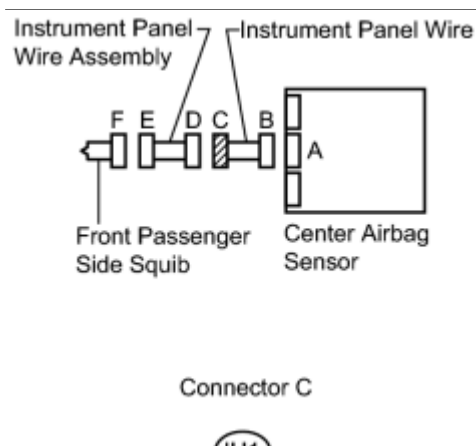 Instrument Panel
Wire Assembly
Instrument Panel Wire
F E D C B
A
Front Passenger
Side Squib
Center Airbag
Sensor
Connector C